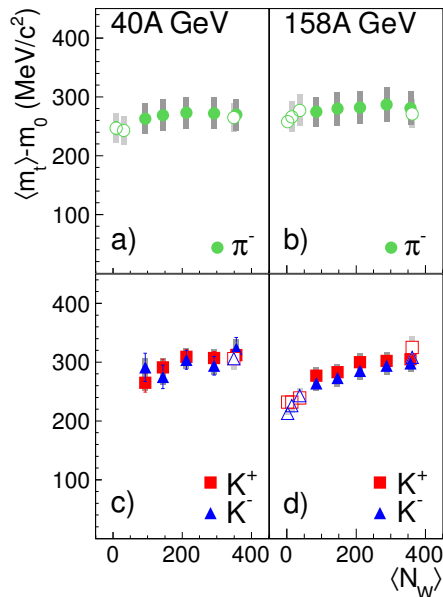 40A GeV 158A GeV
⟨m_t⟩-m_0 (MeV/c²)
400
300
200
100
a) π⁻ b) π⁻
400
300
200
100
c) K⁺ K⁻ d) K⁺ K⁻
0 200 400 0 200 400
⟨N_W⟩